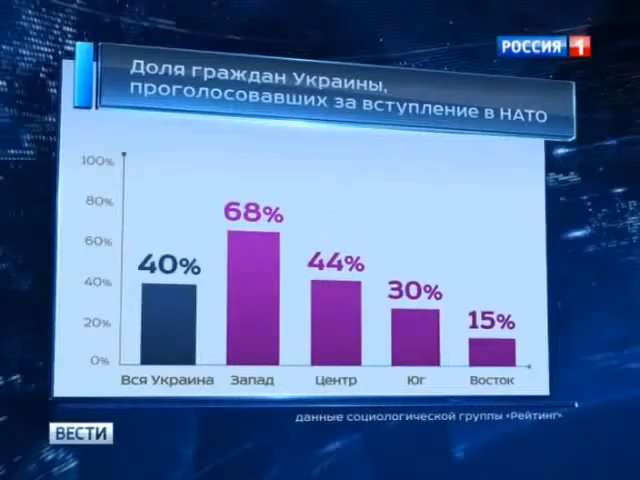 РОССИЯ 1
Доля граждан Украины,
проголосовавших за вступление в НАТО
100%
80%
60%
40%
20%
0%
40%
68%
44%
30%
15%
Вся Украина Запад Центр Юг Восток
данные социологической группы «Рейтинг»
ВЕСТИ